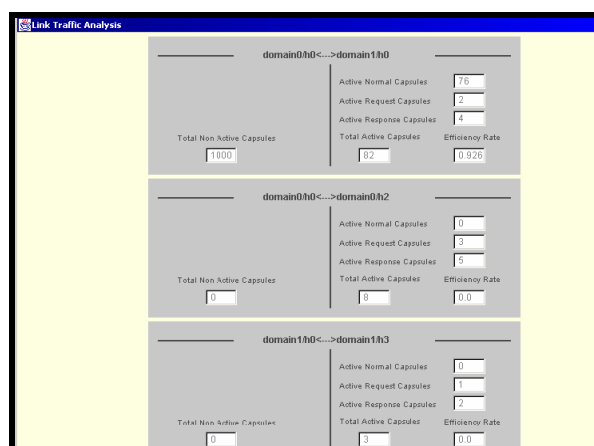 Link Traffic Analysis
domain0/h0<...>domain1/h0
Active Normal Capsules 76
Active Request Capsules 2
Active Response Capsules 4
Total Non Active Capsules Total Active Capsules Efficiency Rate
1000 82 0.926
domain0/h0<...>domain0/h2
Active Normal Capsules 0
Active Request Capsules 3
Active Response Capsules 5
Total Non Active Capsules Total Active Capsules Efficiency Rate
0 8 0.0
domain1/h0<...>domain1/h3
Active Normal Capsules 0
Active Request Capsules 1
Active Response Capsules 2
Total Non Active Capsules Total Active Capsules Efficiency Rate
0 3 0.0